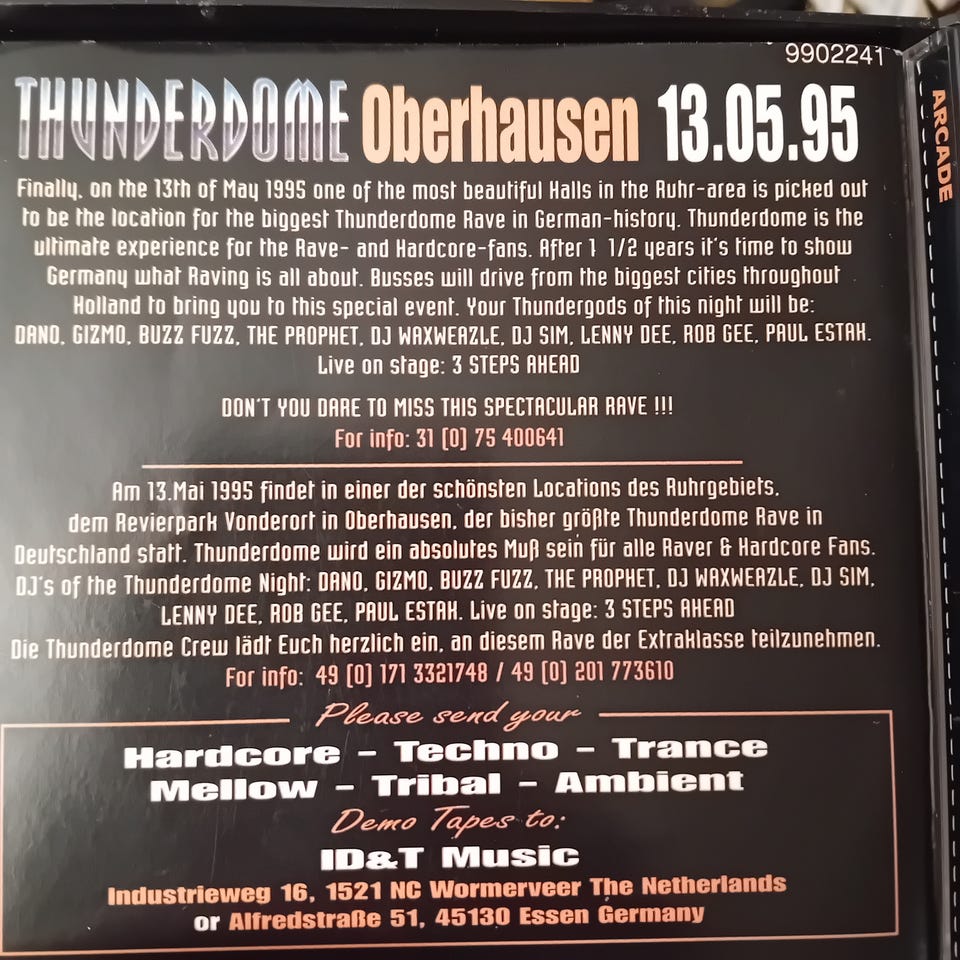 9902241
THUNDERDOME Oberhausen 13.05.95
Finally, on the 13th of May 1995 one of the most beautiful Halls in the Ruhr-area is picked out
to be the location for the biggest Thunderdome Rave in German-history. Thunderdome is the
ultimate experience for the Rave- and Hardcore-fans. After 1 1/2 years it's time to show
Germany what Raving is all about. Busses will drive from the biggest cities throughout
Holland to bring you to this special event. Your Thundergods of this night will be:
DANO, GIZMO, BUZZ FUZZ, THE PROPHET, DJ WAXWEAZLE, DJ SIM, LENNY DEE, ROB GEE, PAUL ESTAK.
Live on stage: 3 STEPS AHEAD
DON'T YOU DARE TO MISS THIS SPECTACULAR RAVE !!!
For info: 31 [0] 75 400641
Am 13.Mai 1995 findet in einer der schönsten Locations des Ruhrgebiets,
dem Revierpark Vonderort in Oberhausen, der bisher größte Thunderdome Rave in
Deutschland statt. Thunderdome wird ein absolutes Muß sein für alle Raver & Hardcore Fans.
DJ's of the Thunderdome Night: DANO, GIZMO, BUZZ FUZZ, THE PROPHET, DJ WAXWEAZLE, DJ SIM,
LENNY DEE, ROB GEE, PAUL ESTAK. Live on stage: 3 STEPS AHEAD
Die Thunderdome Crew lädt Euch herzlich ein, an diesem Rave der Extraklasse teilzunehmen.
For info: 49 [0] 171 3321748 / 49 [0] 201 773610
Please send your
Hardcore - Techno - Trance
Mellow - Tribal - Ambient
Demo Tapes to:
ID&T Music
Industrieweg 16, 1521 NC Wormerveer The Netherlands
or Alfredstraße 51, 45130 Essen Germany
ARCADE